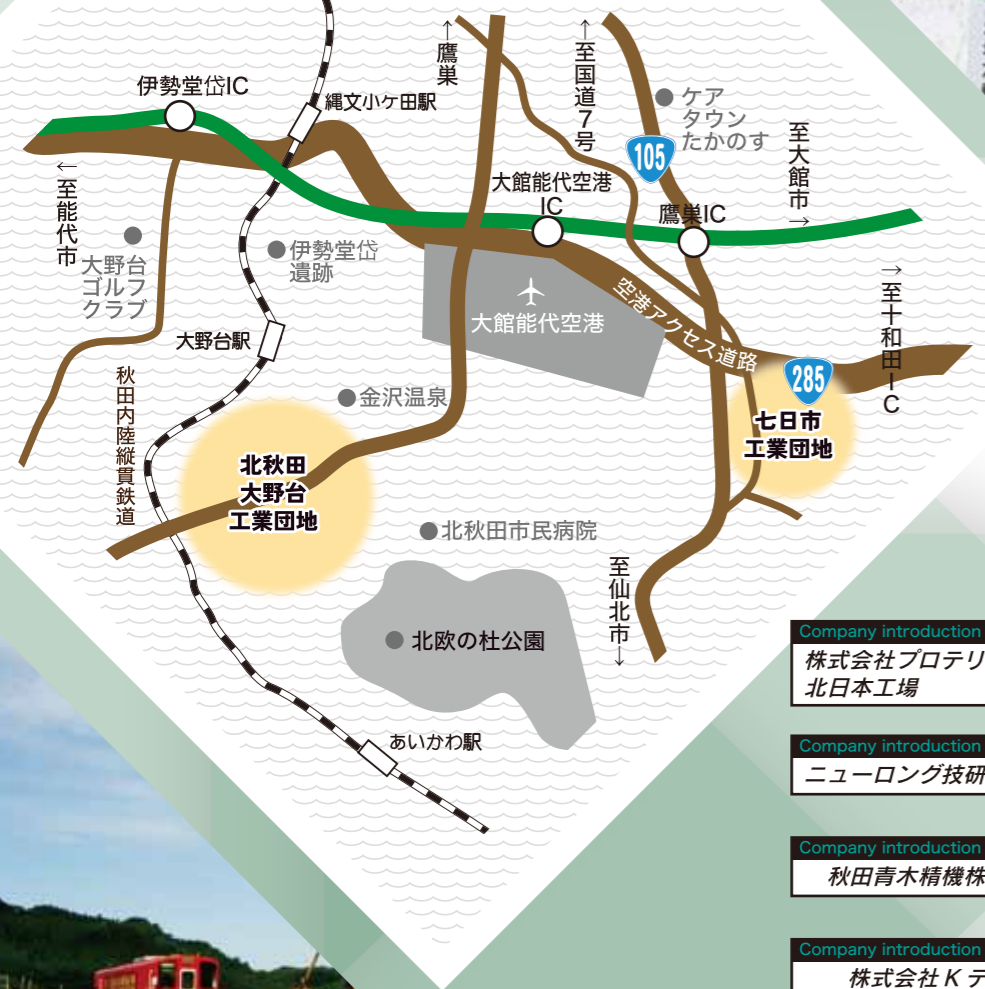 伊勢堂岱IC
縄文小ケ田駅
←鷹巣
←至国道7号
ケア
タウン
たかのす
105
至大館市→
大館能代空港
IC
鷹巣IC
←至能代市
大野台
ゴルフ
クラブ
伊勢堂岱
遺跡
大館能代空港
空港アクセス道路
→至十和田IC
大野台駅
285
秋田内陸縦貫鉄道
金沢温泉
七日市
工業団地
北秋田
大野台
工業団地
北秋田市民病院
至仙北市→
北欧の杜公園
あいかわ駅
Company introduction
株式会社プロテリ
北日本工場
Company introduction
ニューロング技研
Company introduction
秋田青木精機株
Company introduction
株式会社Kテ